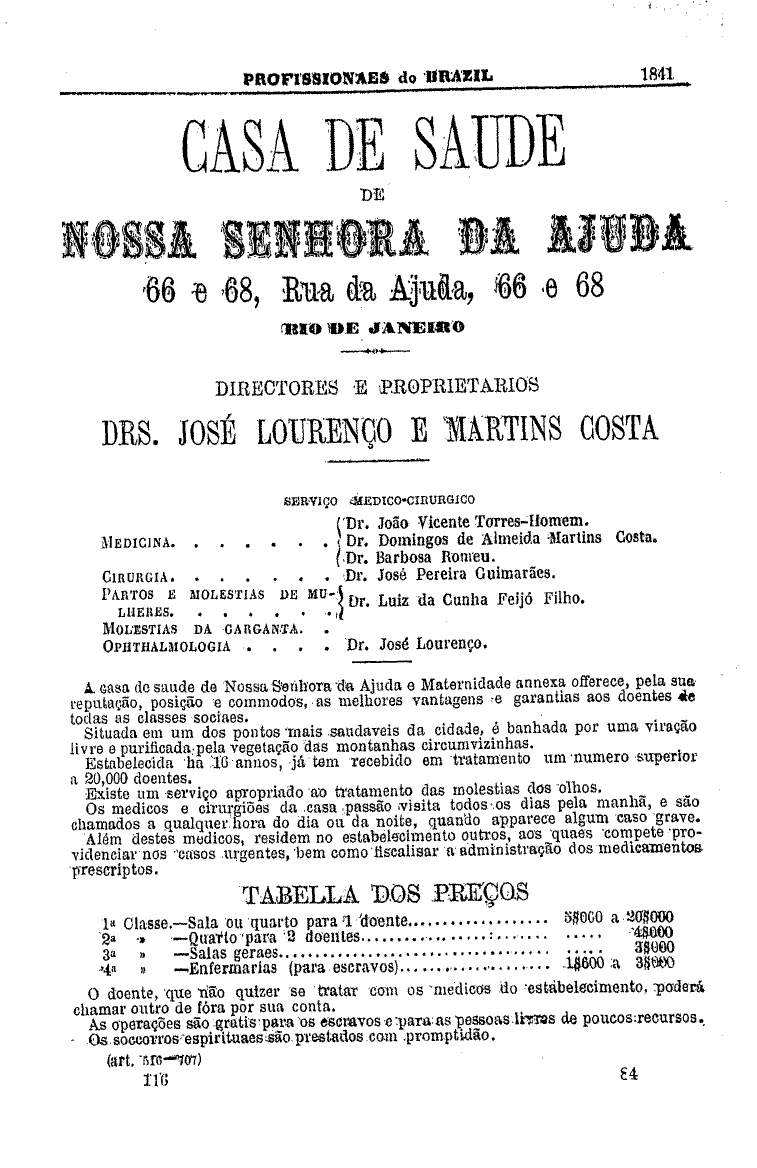 PROFISSIONAES do BRAZIL 1841
CASA DE SAUDE
DE
NOSSA SENHORA DA AJUDA
66 e 68, Rua da Ajuda, 66 e 68
RIO DE JANEIRO
DIRECTORES E PROPRIETARIOS
DRS. JOSÉ LOURENÇO E MARTINS COSTA
SERVIÇO MEDICO-CIRURGICO
Dr. João Vicente Torres-Homem.
MEDICINA. . . . . . . Dr. Domingos de Almeida Martins Costa.
Dr. Barbosa Romeu.
CIRURGIA. . . . . . . Dr. José Pereira Guimarães.
PARTOS E MOLESTIAS DE MU-
LHERES. . . . . . . Dr. Luiz da Cunha Feijó Filho.
MOLESTIAS DA GARGANTA. .
OPHTHALMOLOGIA . . . . Dr. José Lourenço.
A casa de saude de Nossa Senhora da Ajuda e Maternidade annexa offerece, pela sua
reputação, posição e commodos, as melhores vantagens e garantias aos doentes de
todas as classes sociaes.
Situada em um dos pontos mais saudaveis da cidade, é banhada por uma viração
livre e purificada pela vegetação das montanhas circumvizinhas.
Estabelecida ha 16 annos, já tem recebido em tratamento um numero superior
a 20,000 doentes.
Existe um serviço apropriado ao tratamento das molestias dos olhos.
Os medicos e cirurgiões da casa passão visita todos os dias pela manhã, e são
chamados a qualquer hora do dia ou da noite, quando apparece algum caso grave.
Além destes medicos, residem no estabelecimento outros, aos quaes compete pro-
videnciar nos casos urgentes, bem como fiscalisar a administração dos medicamentos
prescriptos.
TABELLA DOS PREÇOS
1ª Classe.—Sala ou quarto para 1 doente.................. 5$000 a 20$000
2ª » —Quarto para 2 doentes................:....... ..... 4$000
3ª » —Salas geraes................................... ..... 3$000
4ª » —Enfermarias (para escravos)................... 1$600 a 3$000
O doente, que não quizer se tratar com os medicos do estabelecimento, poderá
chamar outro de fóra por sua conta.
As operações são gratis para os escravos e para as pessoas livres de poucos recursos.
Os soccorros espirituaes são prestados com promptidão.
(art.
116 84